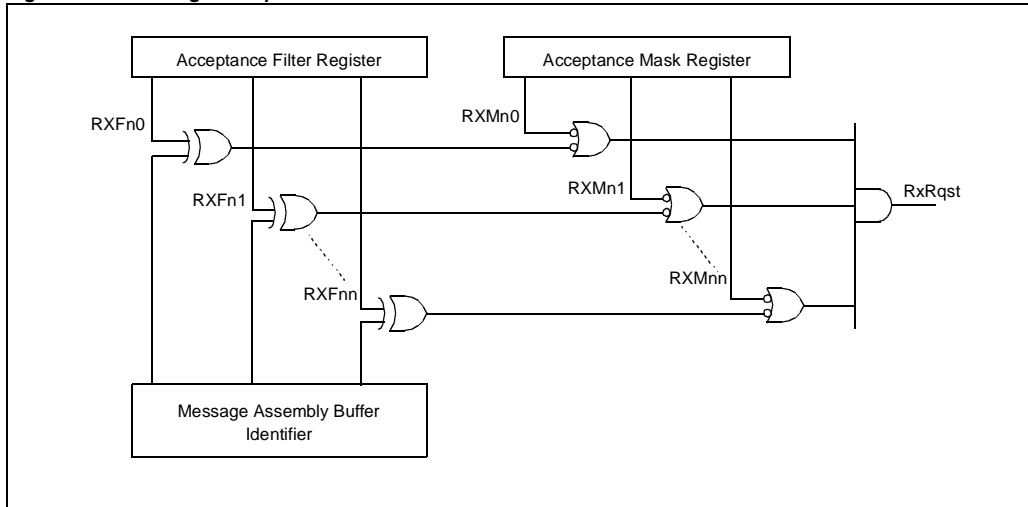 Acceptance Filter Register
Acceptance Mask Register
RXFn0
RXMn0
RXFn1
RXMn1
RxRqst
RXFnn
RXMnn
Message Assembly Buffer
Identifier